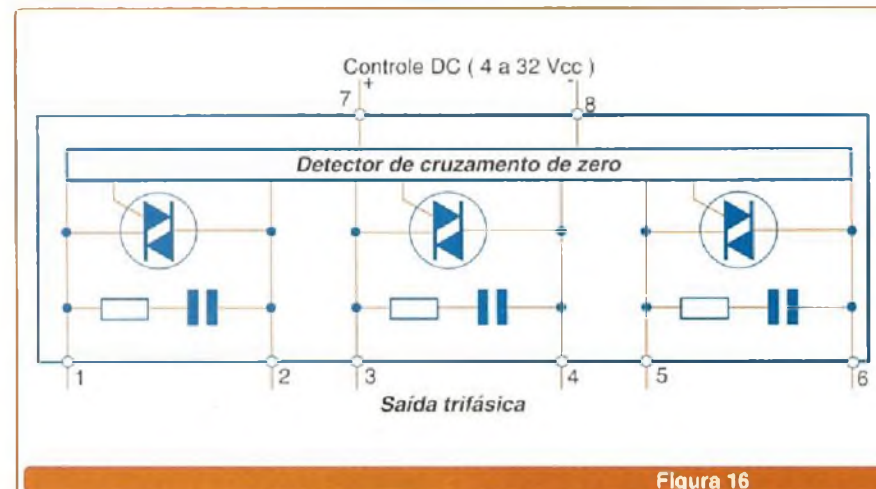 Controle DC ( 4 a 32 Vcc )
+ -
7 8
Detector de cruzamento de zero
1 2 3 4 5 6
Saída trifásica
Figura 16